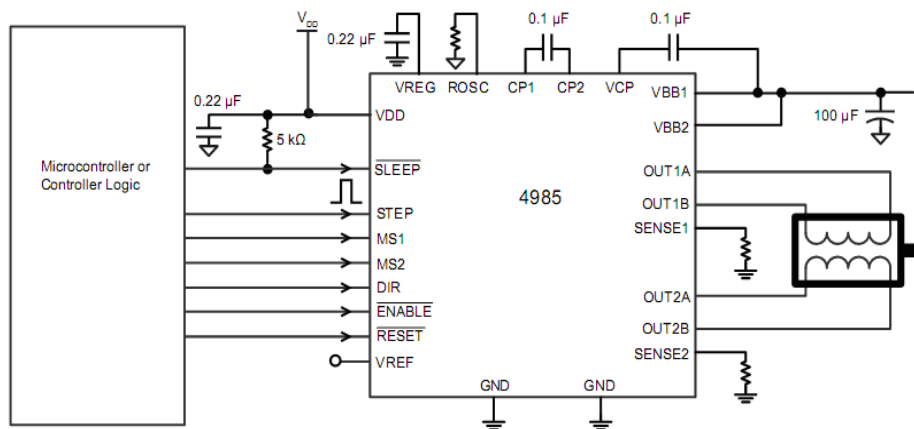 V_DD
0.22 µF
0.1 µF
0.1 µF
0.22 µF
5 kΩ
VREG
ROSC
CP1
CP2
VCP
VBB1
VDD
VBB2
100 µF
Microcontroller or
Controller Logic
SLEEP
OUT1A
4985
OUT1B
STEP
SENSE1
MS1
MS2
DIR
OUT2A
ENABLE
OUT2B
RESET
SENSE2
VREF
GND
GND